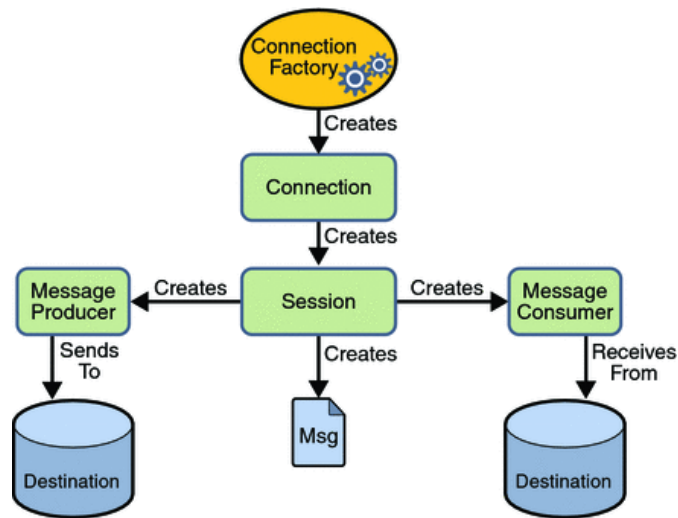 Connection
Factory
Creates
Connection
Creates
Message
Producer
Creates
Session
Creates
Message
Consumer
Sends
To
Creates
Receives
From
Msg
Destination
Destination